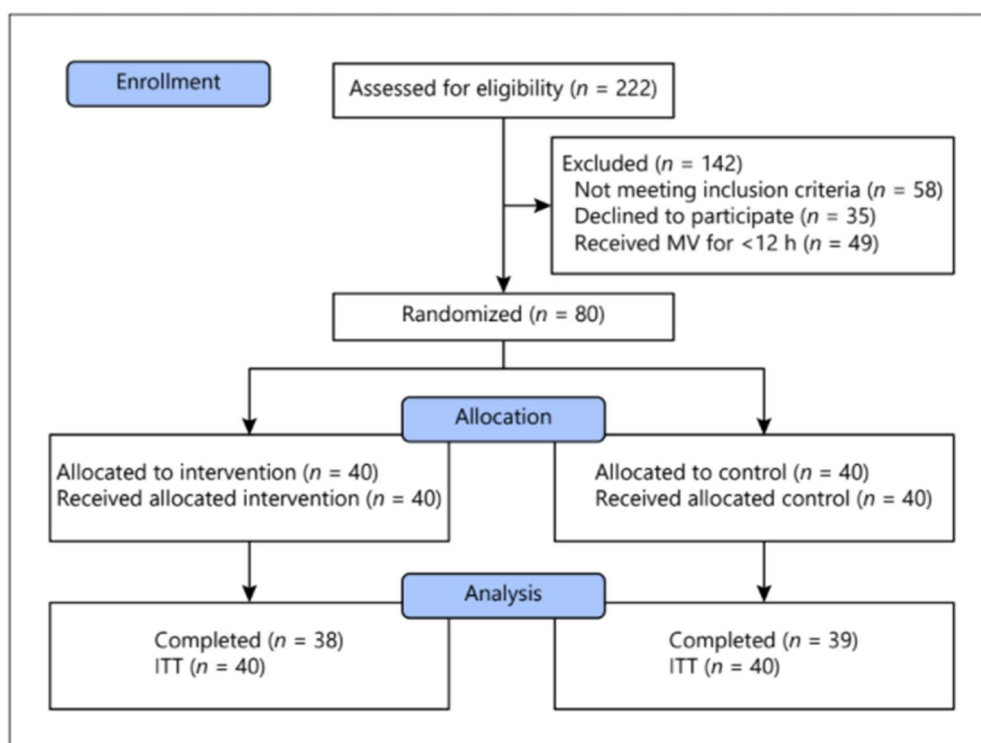 Enrollment
Assessed for eligibility (n = 222)
Excluded (n = 142)
Not meeting inclusion criteria (n = 58)
Declined to participate (n = 35)
Received MV for <12 h (n = 49)
Randomized (n = 80)
Allocation
Allocated to intervention (n = 40)
Received allocated intervention (n = 40)
Allocated to control (n = 40)
Received allocated control (n = 40)
Analysis
Completed (n = 38)
ITT (n = 40)
Completed (n = 39)
ITT (n = 40)